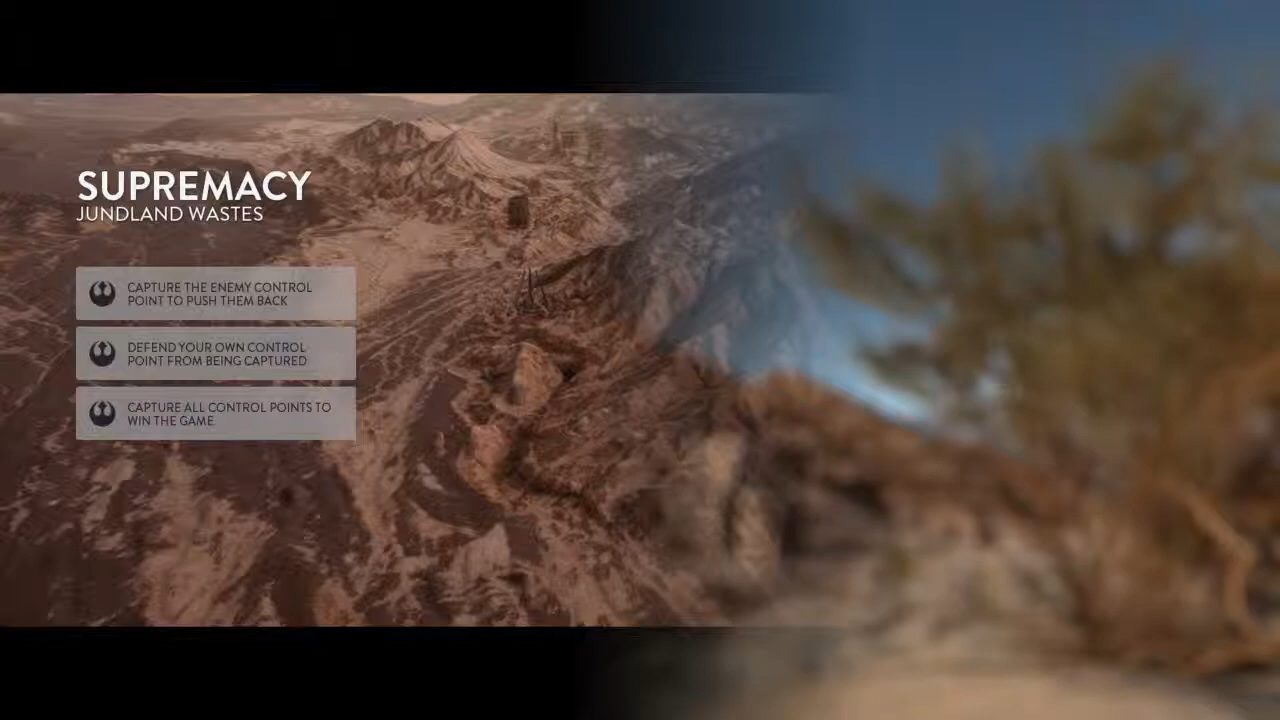 SUPREMACY
JUNDLAND WASTES
CAPTURE THE ENEMY CONTROL
POINT TO PUSH THEM BACK
DEFEND YOUR OWN CONTROL
POINT FROM BEING CAPTURED
CAPTURE ALL CONTROL POINTS TO
WIN THE GAME